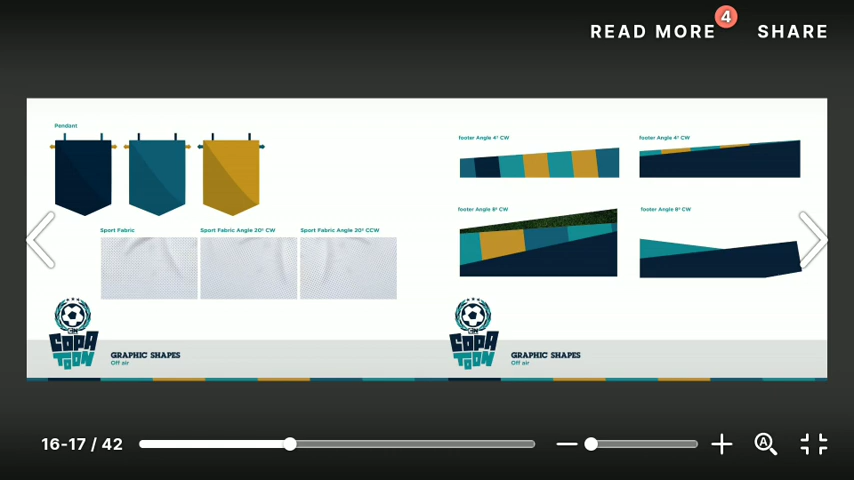 READ MORE
4
SHARE
Pendant
Sport Fabric
Sport Fabric Angle 20° CW
Sport Fabric Angle 20° CCW
CN
COPA
TOON
GRAPHIC SHAPES
Off air
footer Angle 4° CW
footer Angle 4° CW
footer Angle 8° CW
footer Angle 8° CW
CN
COPA
TOON
GRAPHIC SHAPES
Off air
16-17 / 42
A